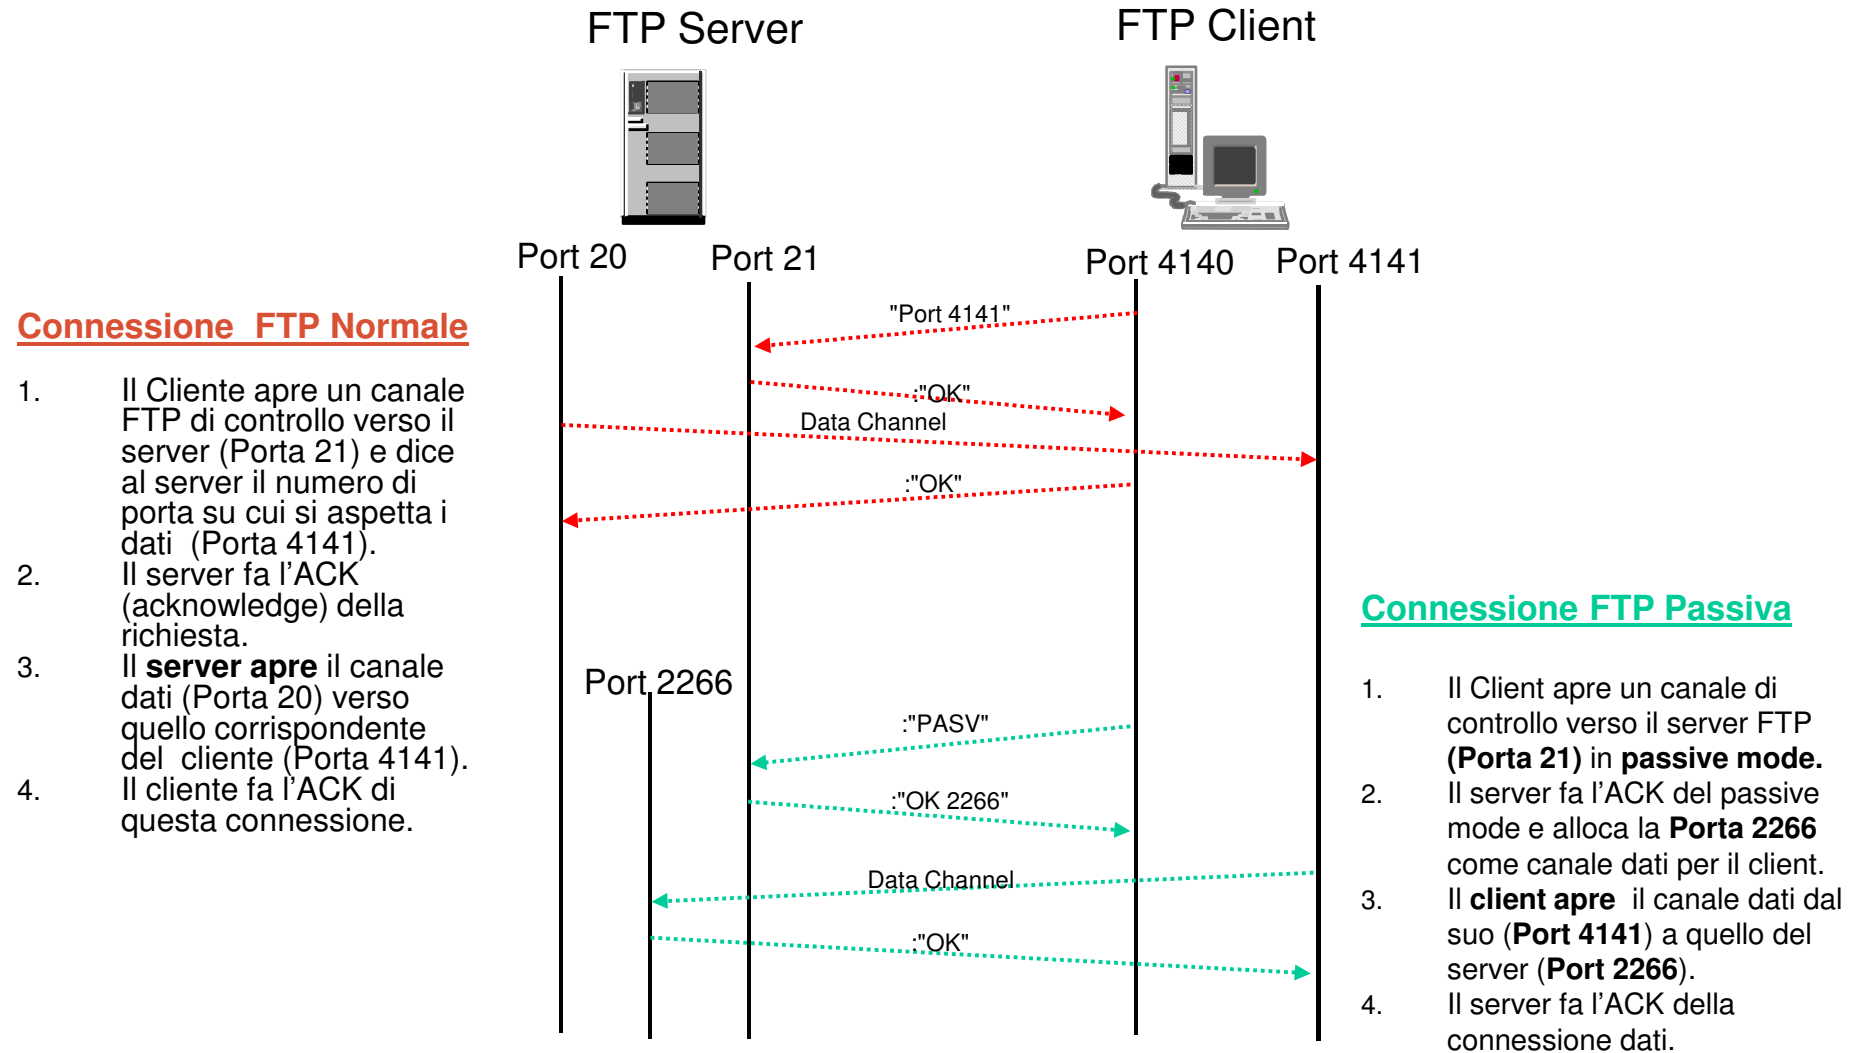 FTP Server
FTP Client
Port 20
Port 21
Port 4140
Port 4141
Connessione  FTP Normale
1. Il Cliente apre un canale
FTP di controllo verso il
server (Porta 21) e dice
al server il numero di
porta su cui si aspetta i
dati  (Porta 4141).
2. Il server fa l’ACK
(acknowledge) della
richiesta.
3. Il server apre il canale
dati (Porta 20) verso
quello corrispondente
del  cliente (Porta 4141).
4. Il cliente fa l’ACK di
questa connessione.
"Port 4141"
:"OK"
Data Channel
:"OK"
Port 2266
:"PASV"
:"OK 2266"
Data Channel
:"OK"
Connessione FTP Passiva
1. Il Client apre un canale di
controllo verso il server FTP
(Porta 21) in passive mode.
2. Il server fa l’ACK del passive
mode e alloca la Porta 2266
come canale dati per il client.
3. Il client apre  il canale dati dal
suo (Port 4141) a quello del
server (Port 2266).
4. Il server fa l’ACK della
connessione dati.